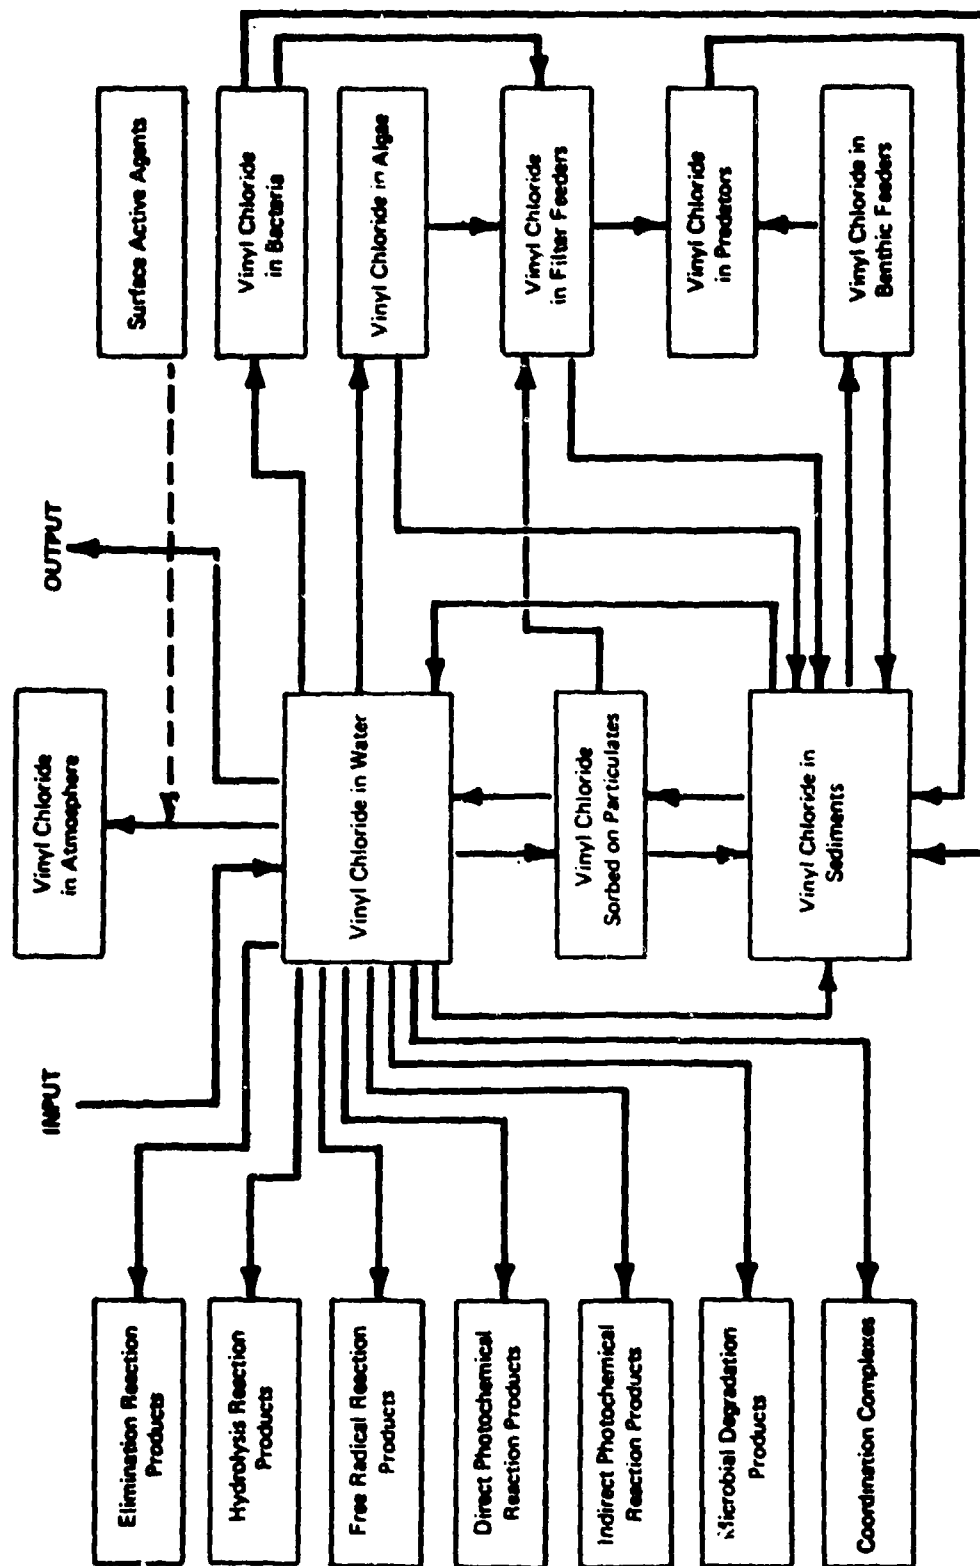 INPUT
OUTPUT
Vinyl Chloride
in Atmosphere
Surface Active Agents
Elimination Reaction
Products
Hydrolysis Reaction
Products
Free Radical Reaction
Products
Direct Photochemical
Reaction Products
Indirect Photochemical
Reaction Products
Microbial Degradation
Products
Coordination Complexes
Vinyl Chloride in Water
Vinyl Chloride
Sorbed on Particulates
Vinyl Chloride in
Sediments
Vinyl Chloride
in Bacteria
Vinyl Chloride in Algae
Vinyl Chloride
in Filter Feeders
Vinyl Chloride
in Predators
Vinyl Chloride in
Benthic Feeders